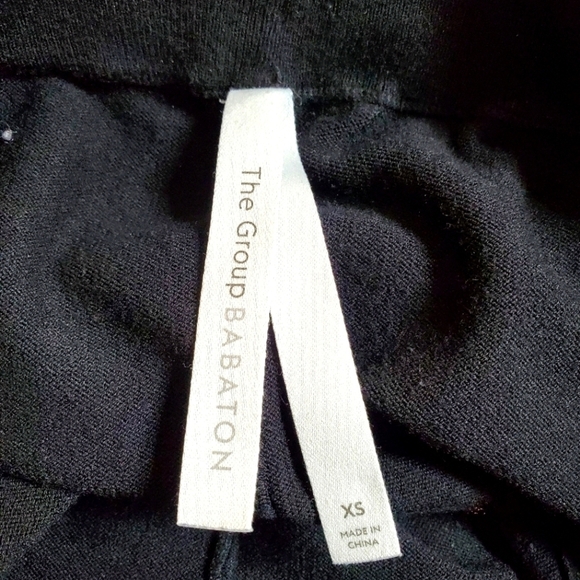 The Group BABATON
XS
MADE IN
CHINA